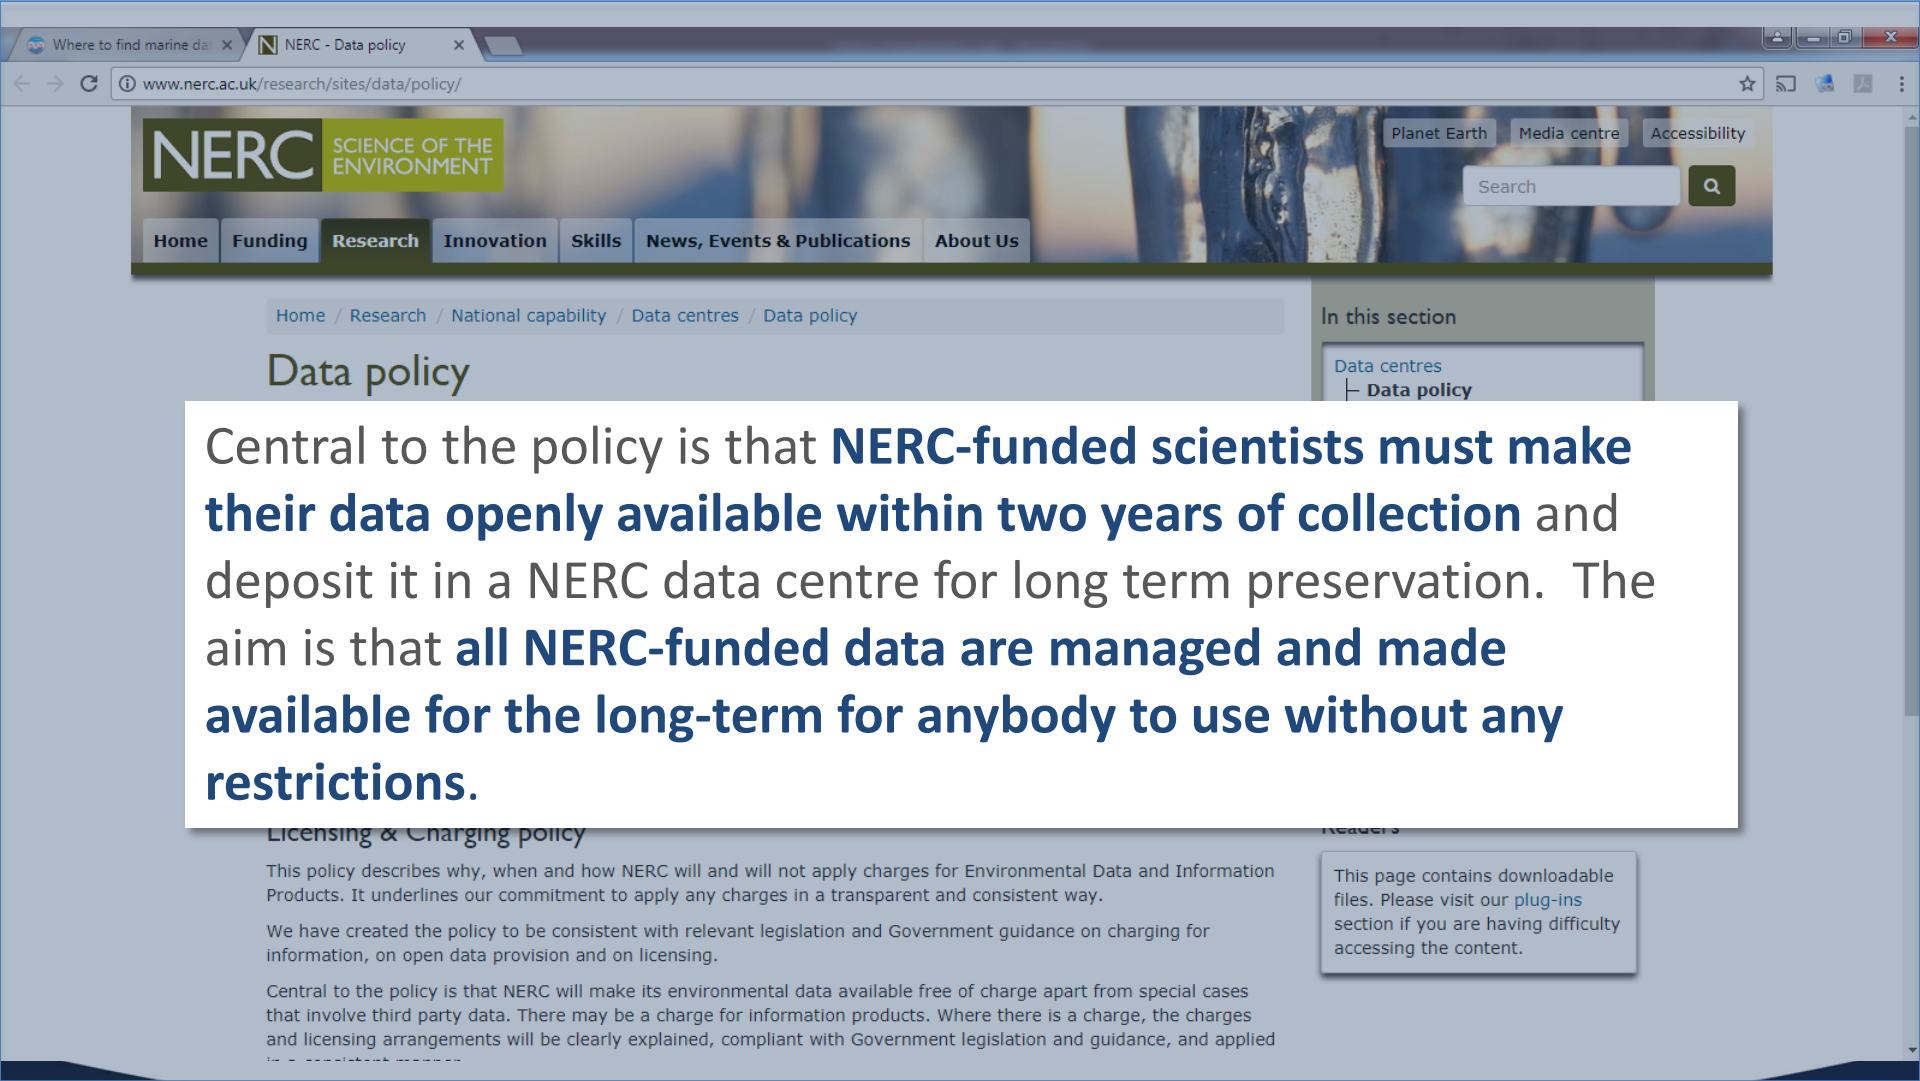 Where to find marine da
NERC - Data policy
www.nerc.ac.uk/research/sites/data/policy/
NERC SCIENCE OF THE
ENVIRONMENT
Planet Earth Media centre Accessibility
Search
Home Funding Research Innovation Skills News, Events & Publications About Us
Home / Research / National capability / Data centres / Data policy
In this section
Data policy
Data centres
Data policy
Central to the policy is that NERC-funded scientists must make
their data openly available within two years of collection and
deposit it in a NERC data centre for long term preservation. The
aim is that all NERC-funded data are managed and made
available for the long-term for anybody to use without any
restrictions.
Licensing & Charging policy
Readers
This policy describes why, when and how NERC will and will not apply charges for Environmental Data and Information
Products. It underlines our commitment to apply any charges in a transparent and consistent way.
We have created the policy to be consistent with relevant legislation and Government guidance on charging for
information, on open data provision and on licensing.
Central to the policy is that NERC will make its environmental data available free of charge apart from special cases
that involve third party data. There may be a charge for information products. Where there is a charge, the charges
and licensing arrangements will be clearly explained, compliant with Government legislation and guidance, and applied
This page contains downloadable
files. Please visit our plug-ins
section if you are having difficulty
accessing the content.